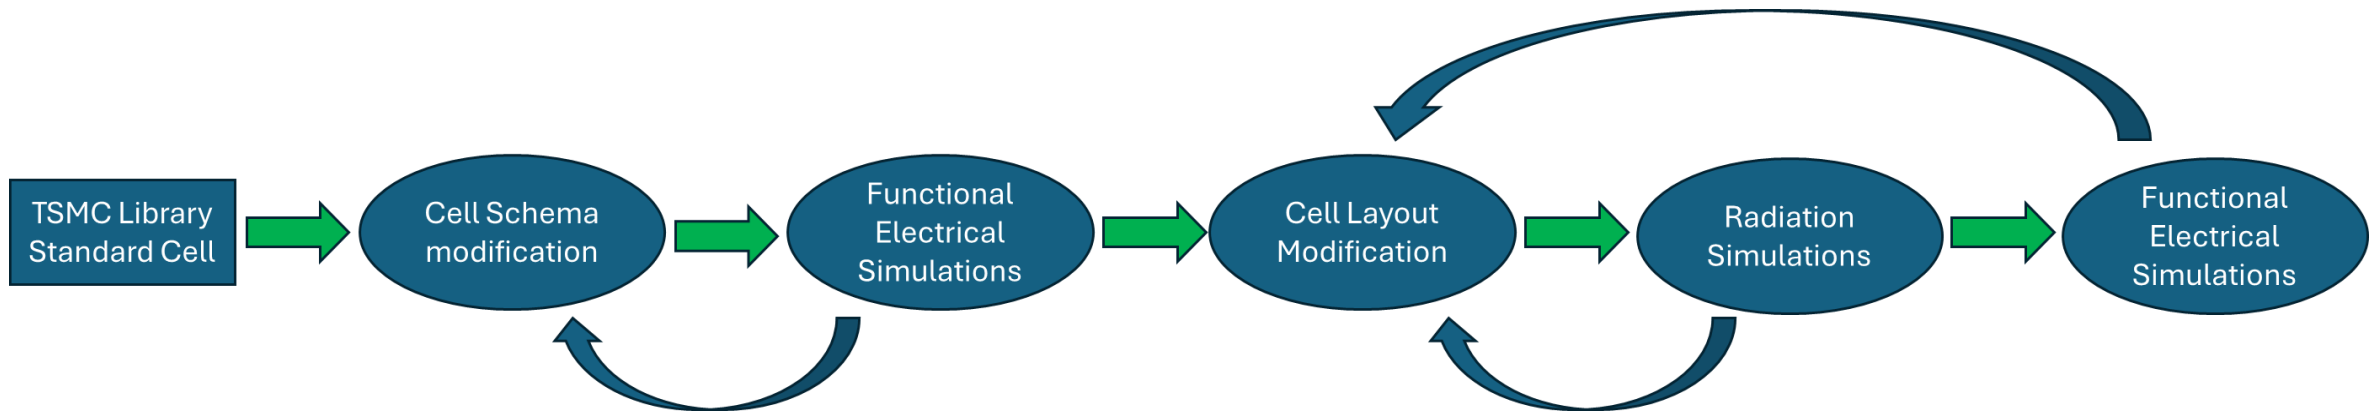 TSMC Library
Standard Cell
Cell Schema
modification
Functional
Electrical
Simulations
Cell Layout
Modification
Radiation
Simulations
Functional
Electrical
Simulations